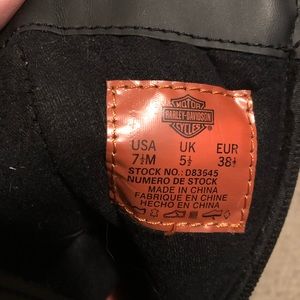 MOTOR
HARLEY-DAVIDSON
CYCLES
USA UK EUR
7½M 5½ 38½
STOCK NO.: D83645
NUMERO DE STOCK
MADE IN CHINA
FABRIQUE EN CHINE
HECHO EN CHINA